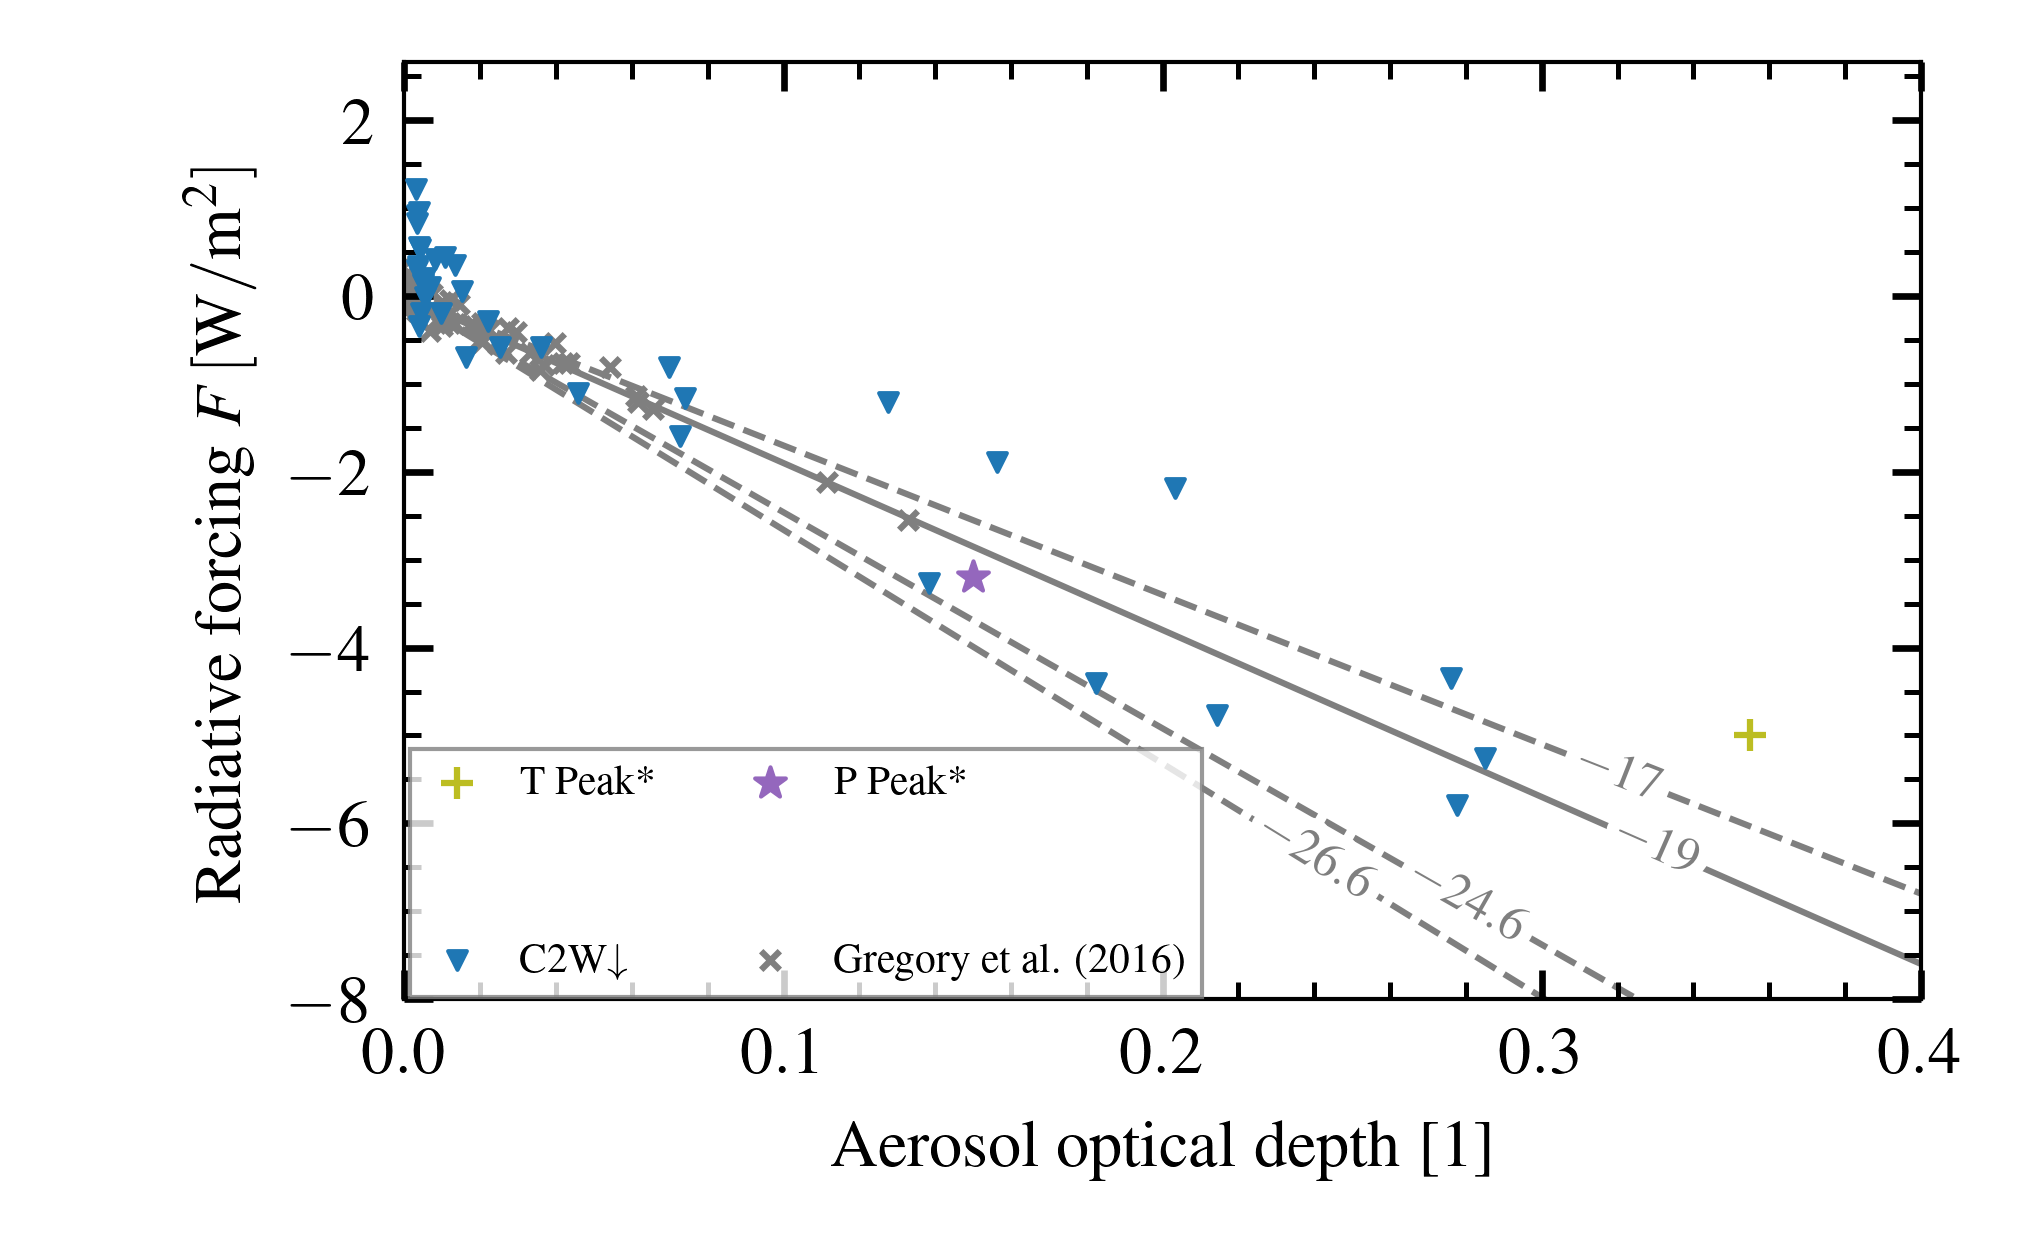 2
0
−2
−4
−6
−8
Radiative forcing F [W/m²]
−17
−19
−24.6
−26.6
T Peak*
P Peak*
C2W↓
Gregory et al. (2016)
0.0 0.1 0.2 0.3 0.4
Aerosol optical depth [1]